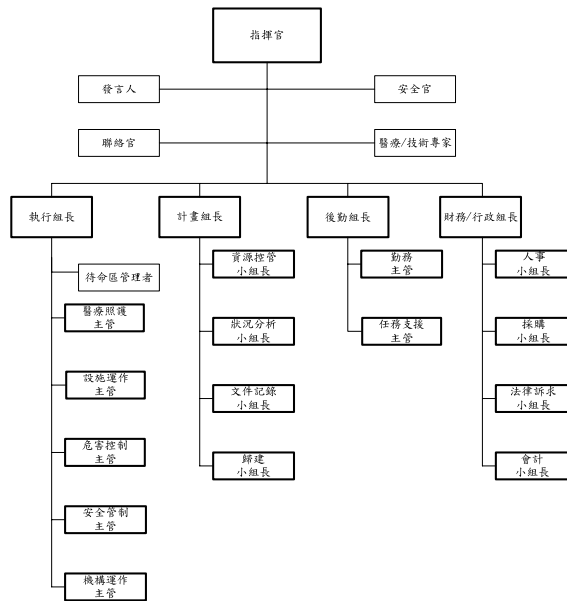 指揮官
發言人
安全官
聯絡官
醫療/技術專家
執行組長
計畫組長
後勤組長
財務/行政組長
待命區管理者
醫療照護
主管
設施運作
主管
危害控制
主管
安全管制
主管
機構運作
主管
資源控管
小組長
狀況分析
小組長
文件記錄
小組長
歸建
小組長
勤務
主管
任務支援
主管
人事
小組長
採購
小組長
法律訴求
小組長
會計
小組長